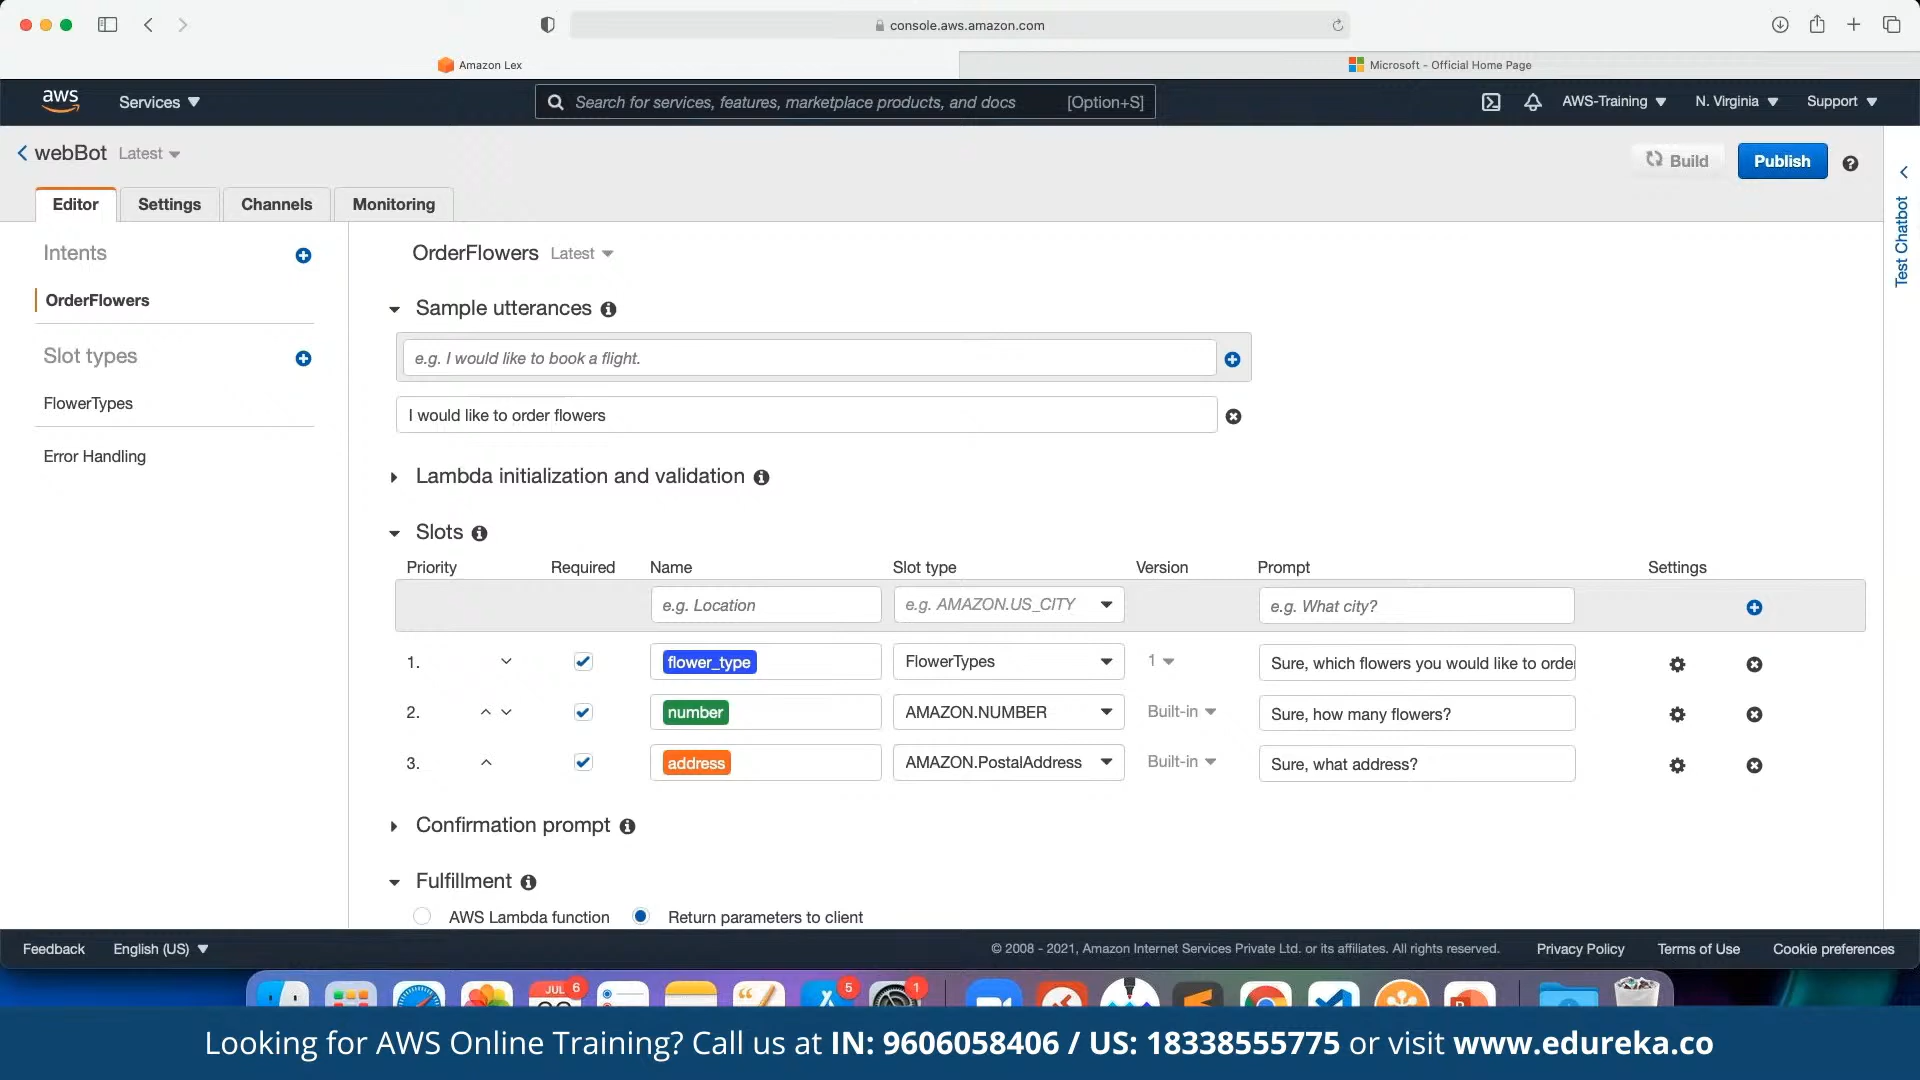 console.aws.amazon.com
Amazon Lex
Microsoft - Official Home Page
aws
Services
Search for services, features, marketplace products, and docs [Option+S]
AWS-Training
N. Virginia
Support
webBot Latest
Build
Publish
Editor
Settings
Channels
Monitoring
Test Chatbot
Intents
OrderFlowers
Slot types
FlowerTypes
Error Handling
OrderFlowers Latest
Sample utterances
e.g. I would like to book a flight.
I would like to order flowers
Lambda initialization and validation
Slots
Priority Required Name Slot type Version Prompt Settings
e.g. Location e.g. AMAZON.US_CITY e.g. What city?
1. flower_type FlowerTypes 1 Sure, which flowers you would like to orde
2. number AMAZON.NUMBER Built-in Sure, how many flowers?
3. address AMAZON.PostalAddress Built-in Sure, what address?
Confirmation prompt
Fulfillment
AWS Lambda function Return parameters to client
Feedback
English (US)
© 2008 - 2021, Amazon Internet Services Private Ltd. or its affiliates. All rights reserved.
Privacy Policy
Terms of Use
Cookie preferences
JUL 6
5
1
Looking for AWS Online Training? Call us at IN: 9606058406 / US: 18338555775 or visit www.edureka.co